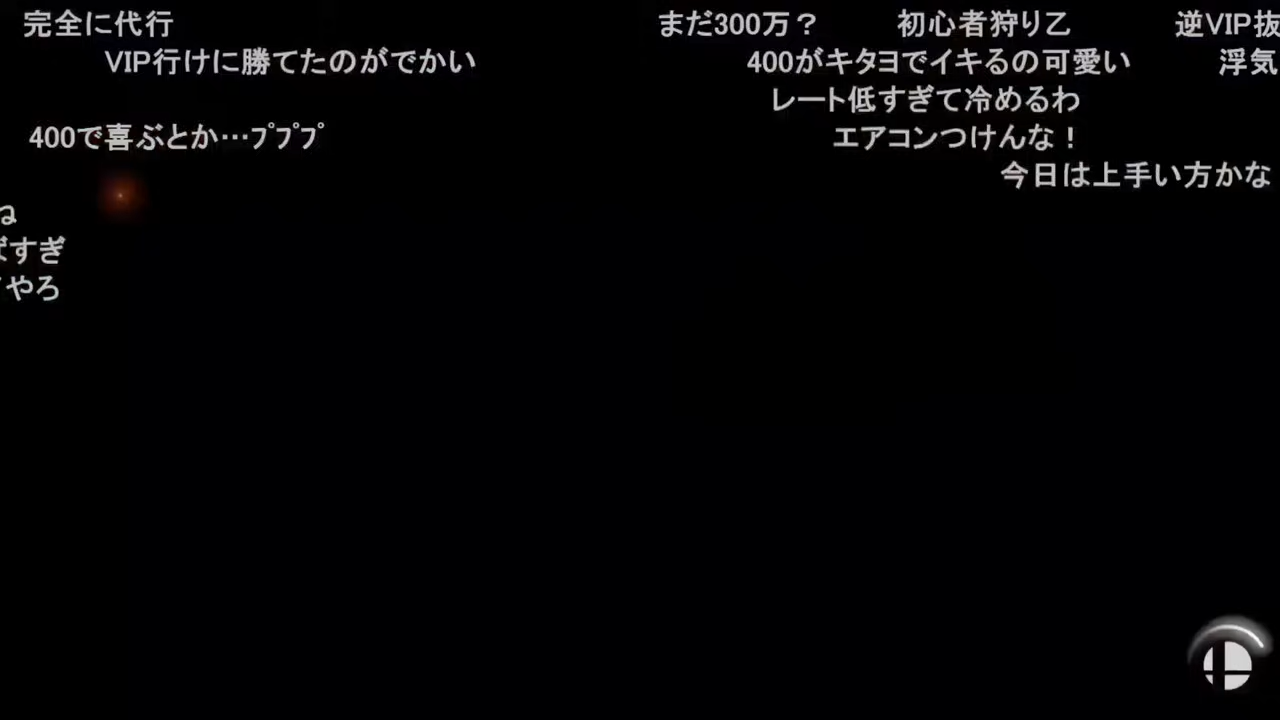 完全に代行
まだ300万？
初心者狩り乙
逆VIP抜
VIP行けに勝てたのがでかい
400がキタヨでイキるの可愛い
浮気
レート低すぎて冷めるわ
400で喜ぶとか…ﾌﾟﾌﾟﾌﾟ
エアコンつけんな！
今日は上手い方かな
ね
ばすぎ
やろ